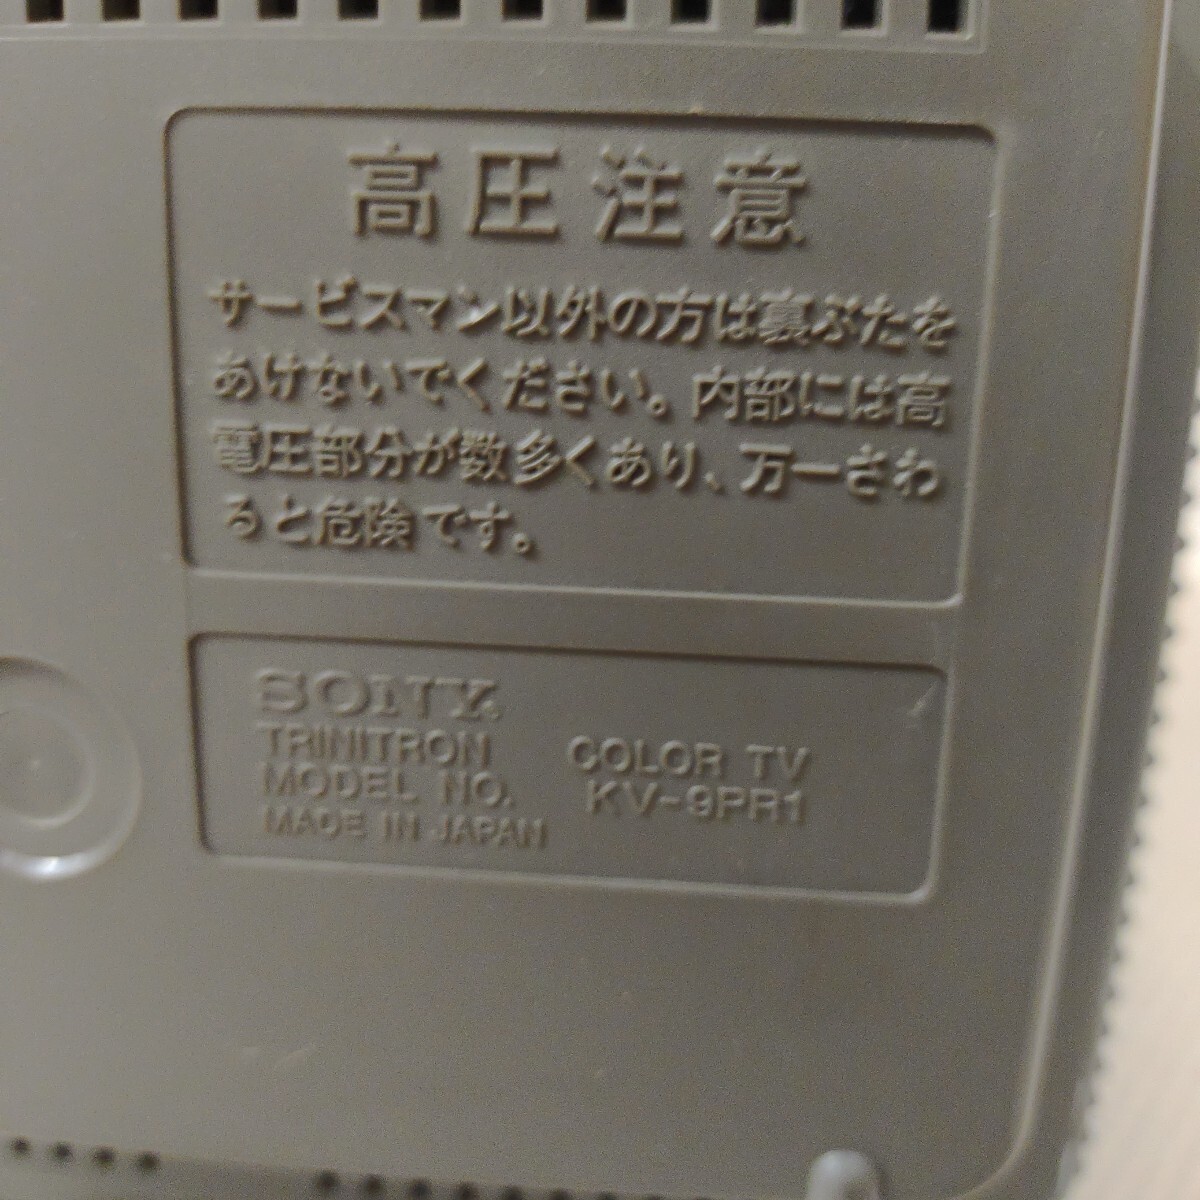 高圧注意
サービスマン以外の方は裏ぶたを
あけないでください。内部には高
電圧部分が数多くあり、万一さわ
ると危険です。
SONY
TRINITRON COLOR TV
MODEL NO. KV-9PR1
MADE IN JAPAN